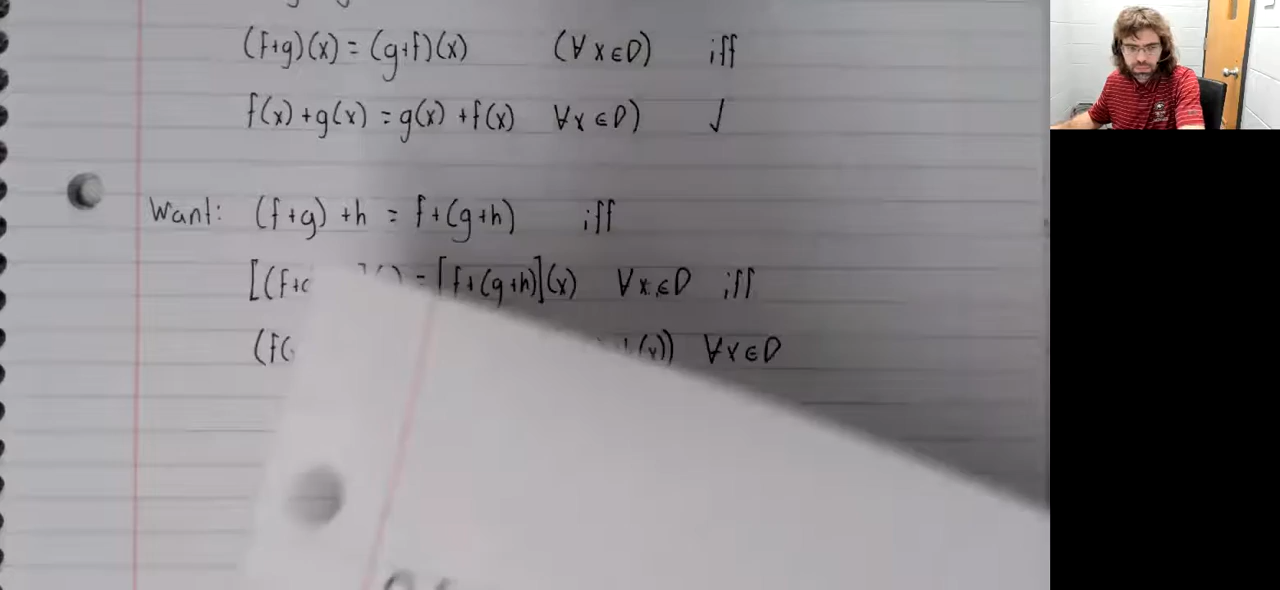 (f+g)(x) = (g+f)(x) (∀ x ∈ D) iff
f(x) + g(x) = g(x) + f(x) ∀ x ∈ D) ✓
Want: (f+g) + h = f + (g+h) iff
[(f+ = [f+(g+h)](x) ∀ x ∈ D iff
(f( (x)) ∀ x ∈ D